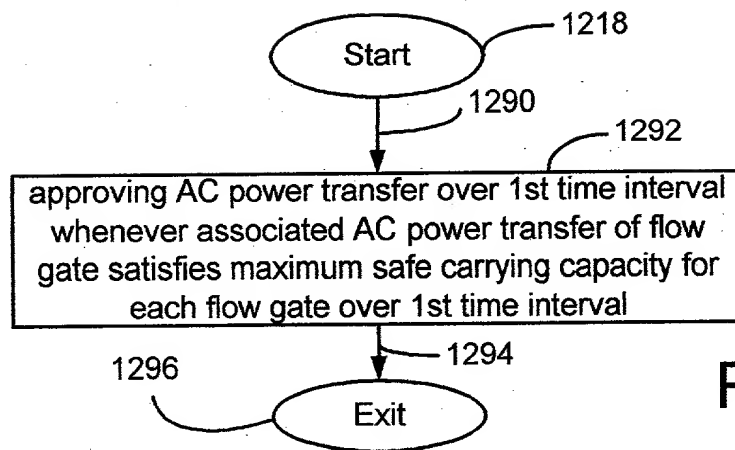 Start
1218
1290
1292
approving AC power transfer over 1st time interval
whenever associated AC power transfer of flow
gate satisfies maximum safe carrying capacity for
each flow gate over 1st time interval
1294
1296
Exit
F